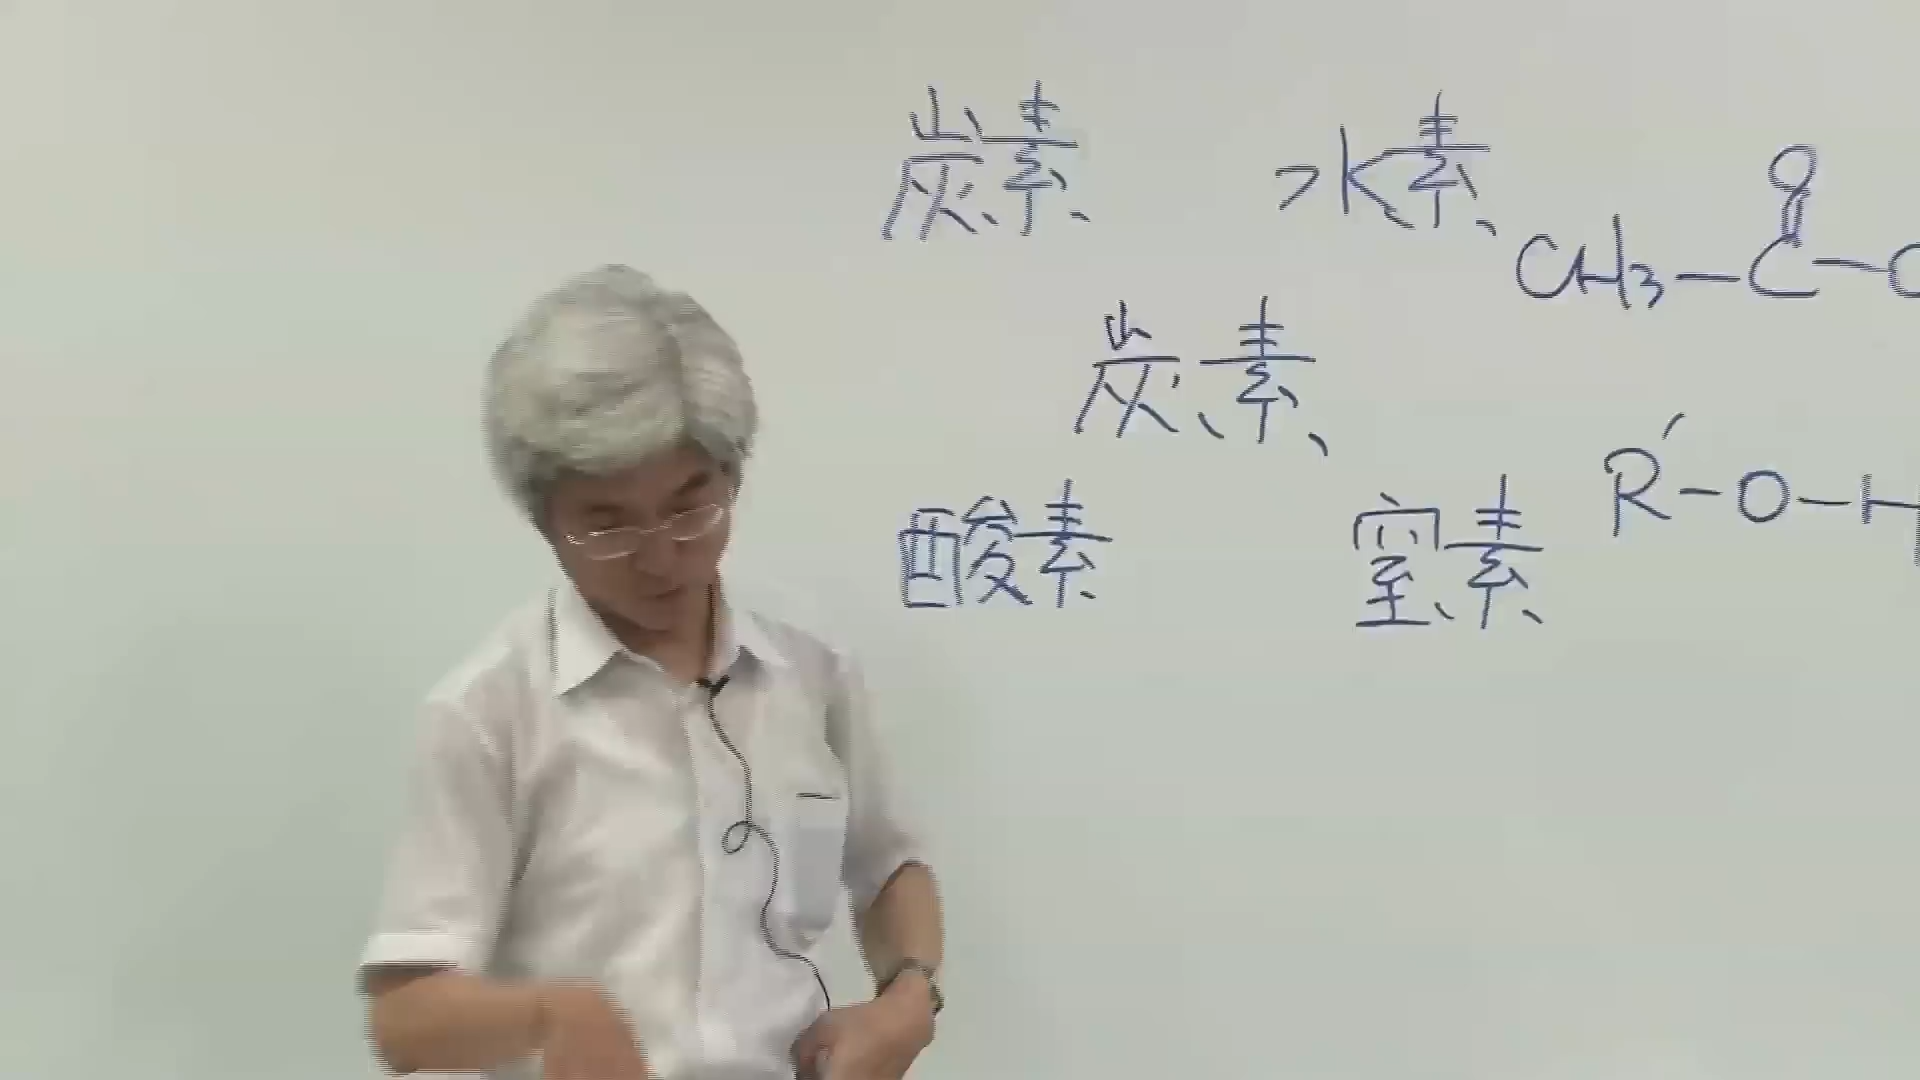 炭素 水素
CH3-C-
O
炭素
R'-O-H
酸素 窒素